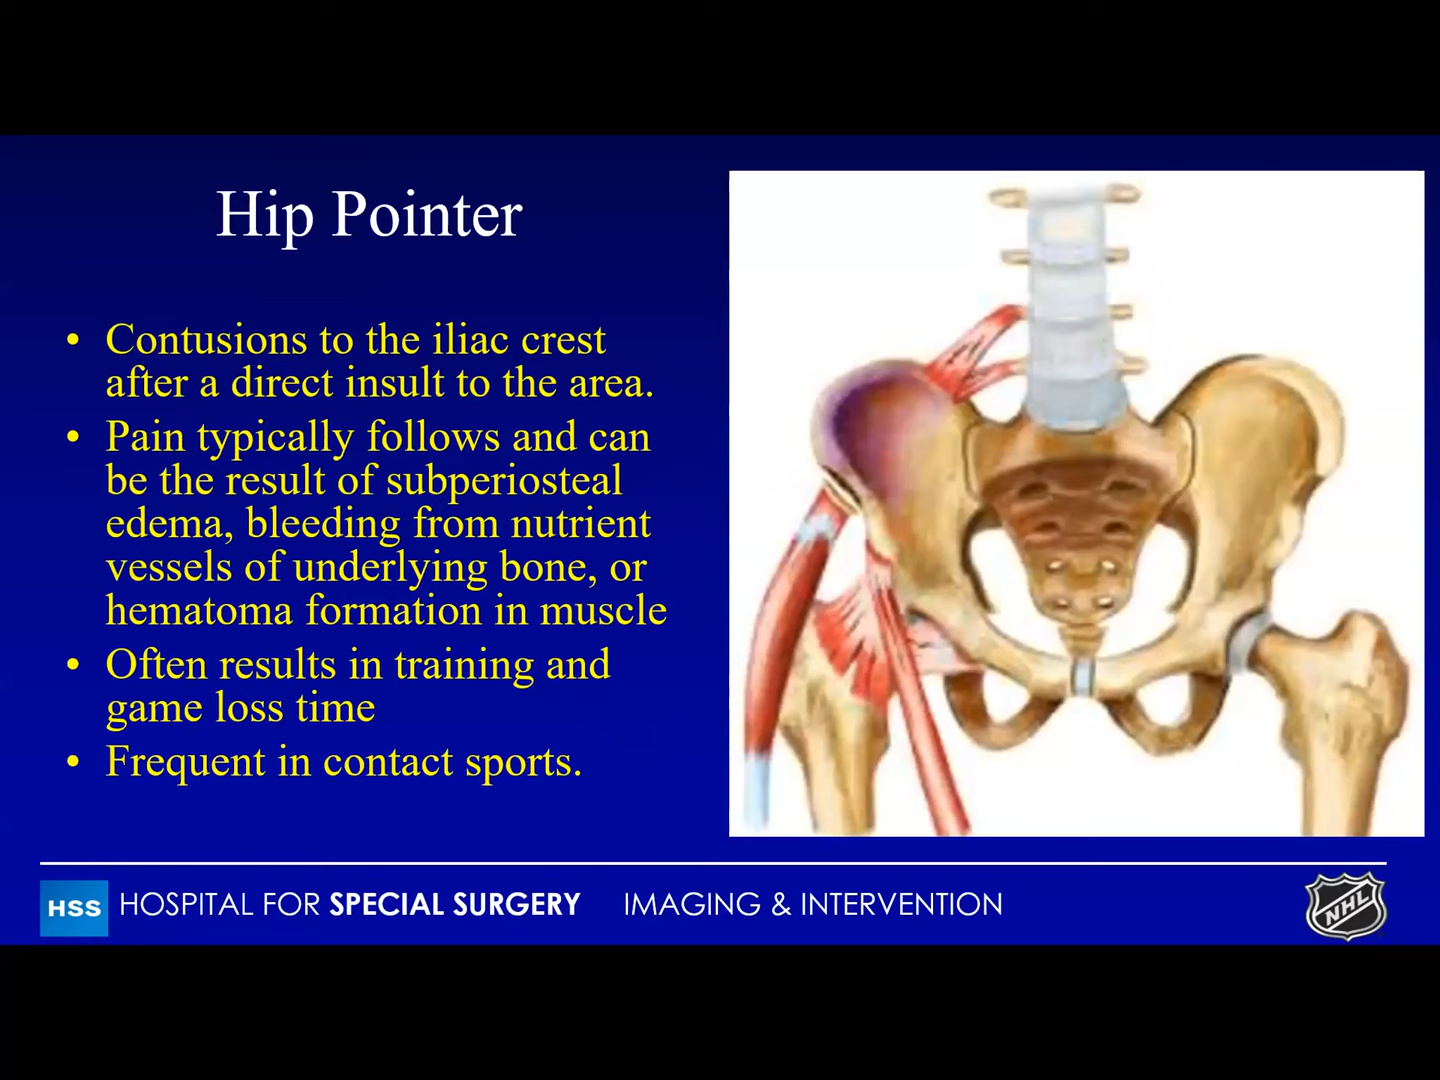 Hip Pointer
• Contusions to the iliac crest
after a direct insult to the area.
• Pain typically follows and can
be the result of subperiosteal
edema, bleeding from nutrient
vessels of underlying bone, or
hematoma formation in muscle
• Often results in training and
game loss time
• Frequent in contact sports.
HSS HOSPITAL FOR SPECIAL SURGERY IMAGING & INTERVENTION NHL